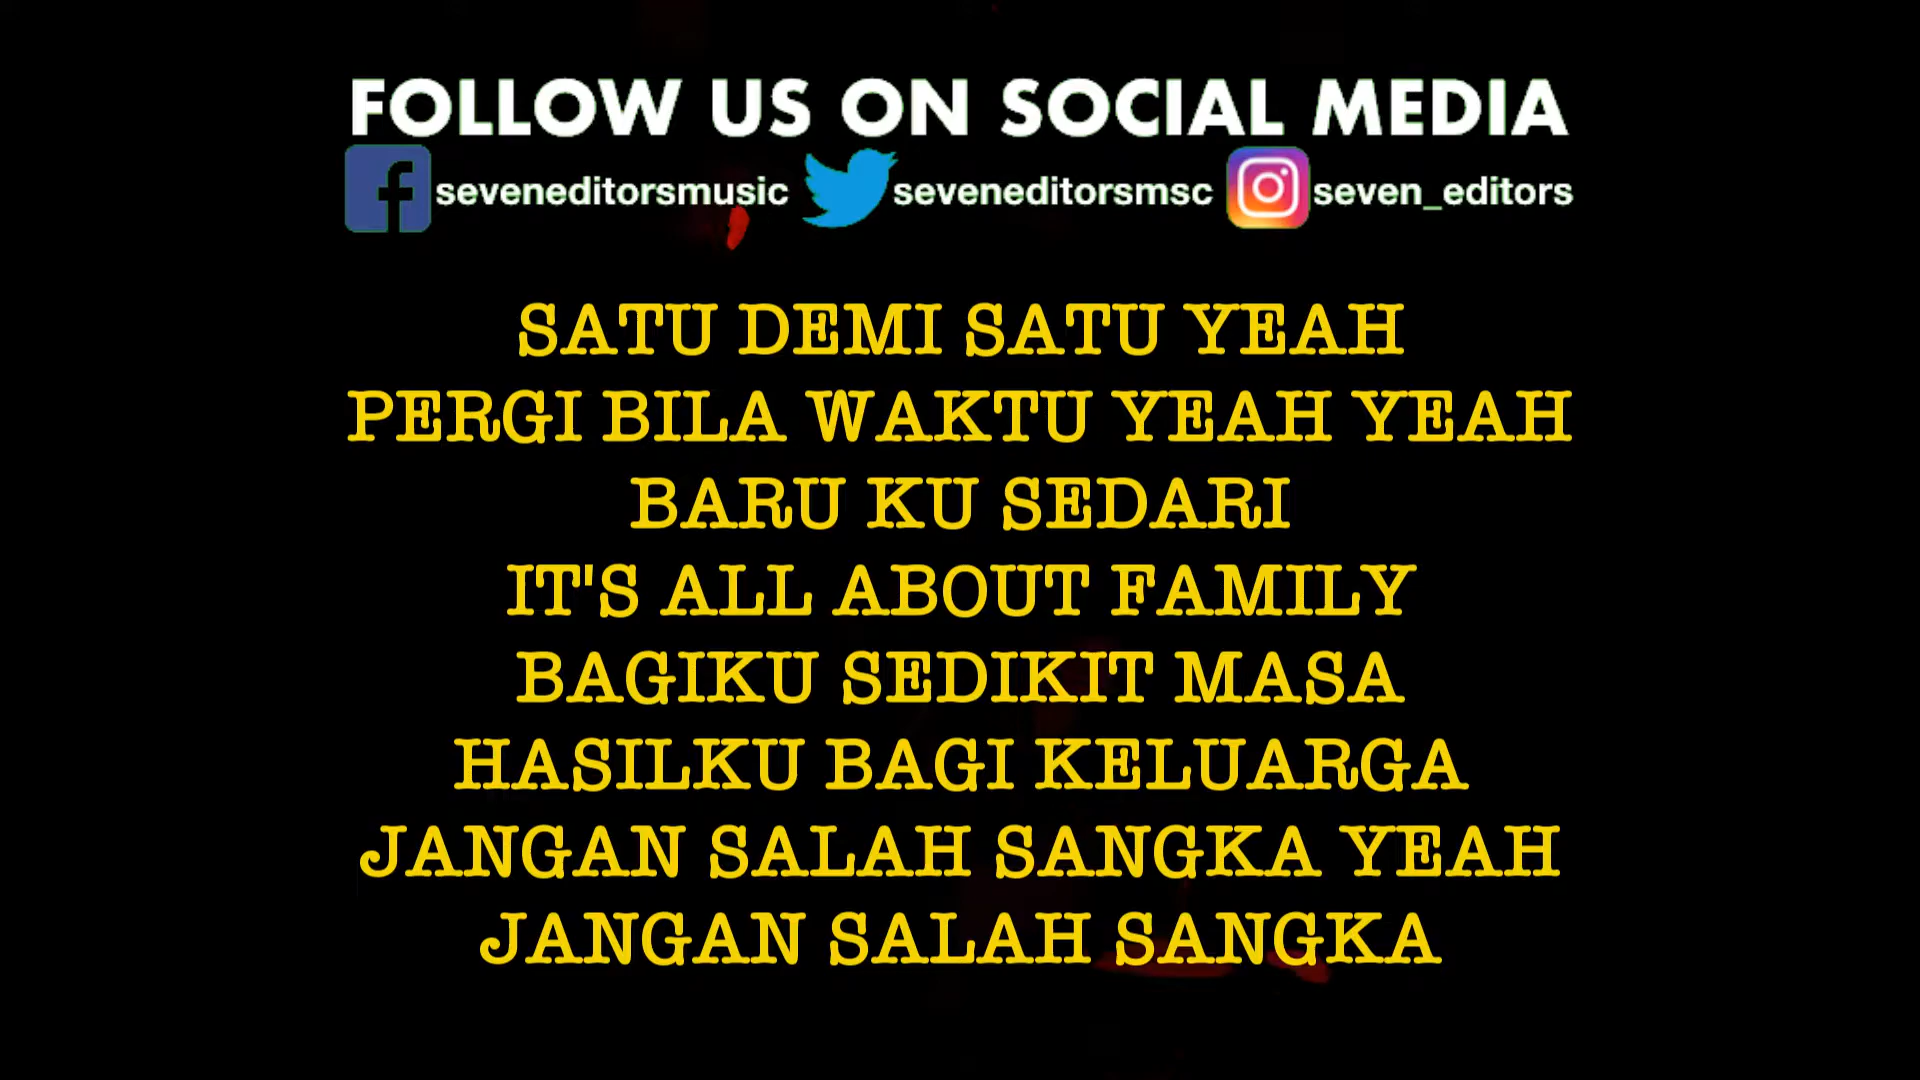 FOLLOW US ON SOCIAL MEDIA
seveneditorsmusic seveneditorsmsc seven_editors
SATU DEMI SATU YEAH
PERGI BILA WAKTU YEAH YEAH
BARU KU SEDARI
IT'S ALL ABOUT FAMILY
BAGIKU SEDIKIT MASA
HASILKU BAGI KELUARGA
JANGAN SALAH SANGKA YEAH
JANGAN SALAH SANGKA